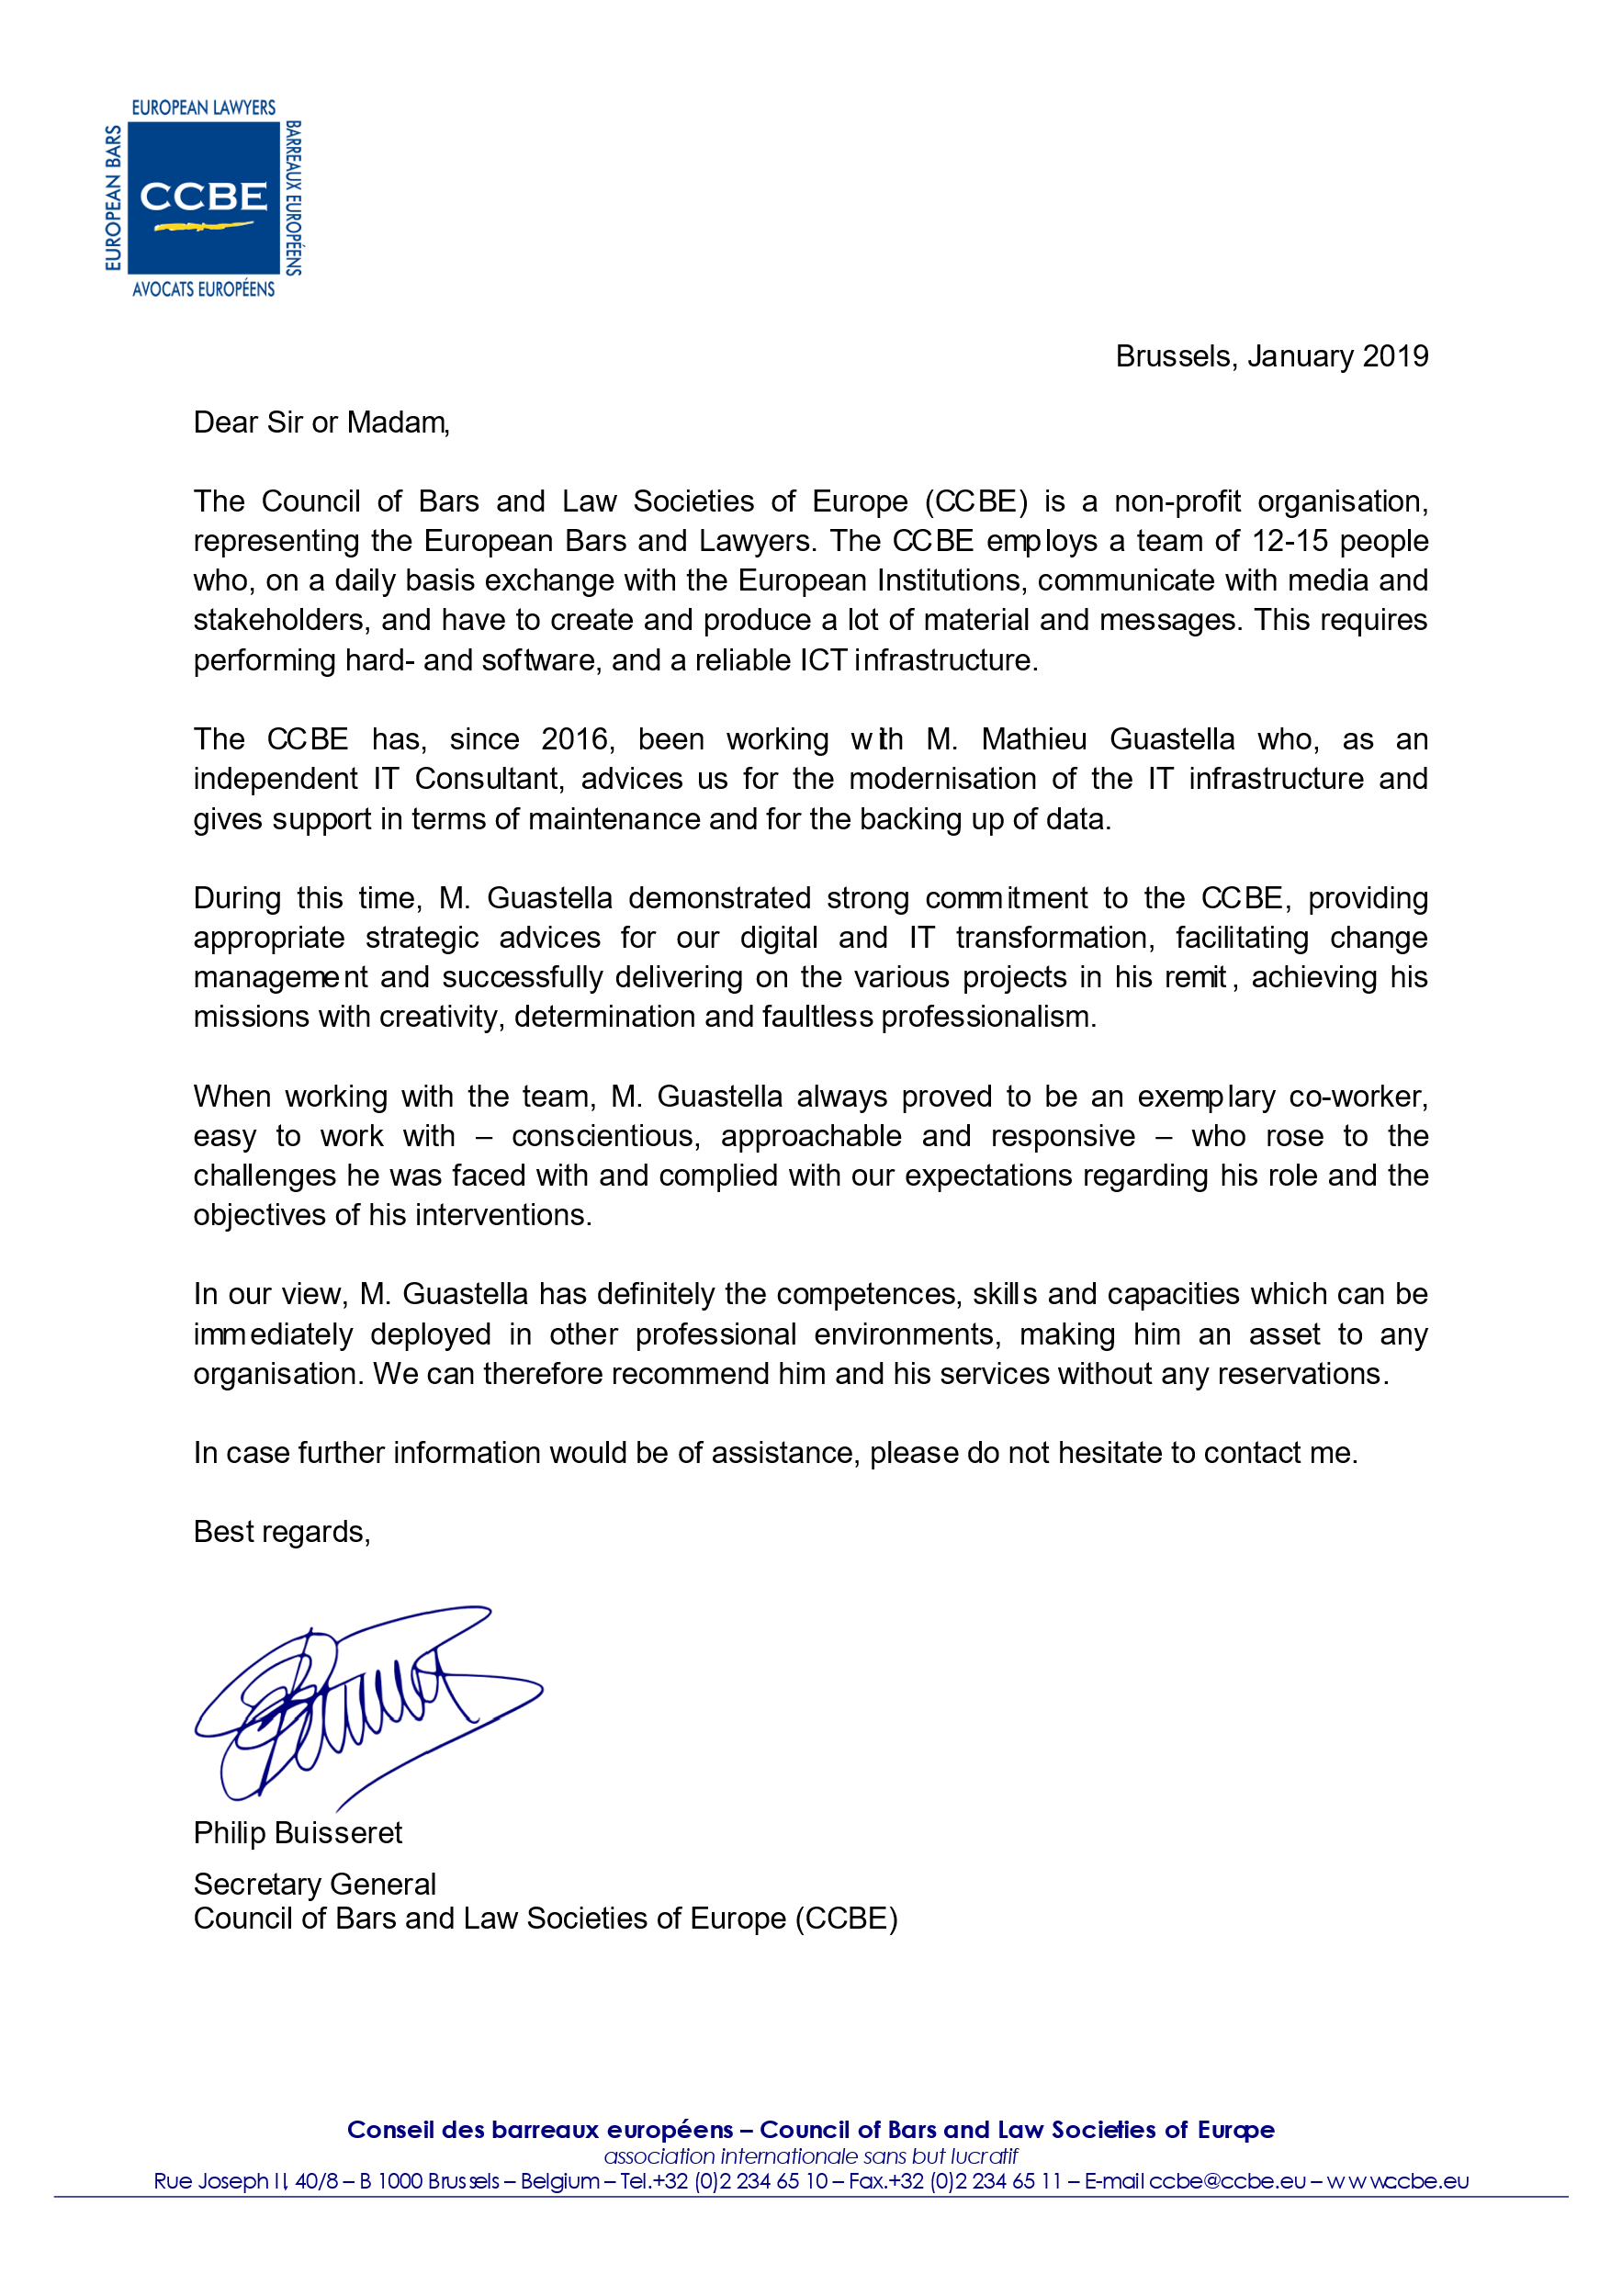 EUROPEAN LAWYERS
EUROPEAN BARS
CCBE
BARREAUX EUROPÉENS
AVOCATS EUROPÉENS
Brussels, January 2019
Dear Sir or Madam,
The Council of Bars and Law Societies of Europe (CCBE) is a non-profit organisation,
representing the European Bars and Lawyers. The CCBE employs a team of 12-15 people
who, on a daily basis exchange with the European Institutions, communicate with media and
stakeholders, and have to create and produce a lot of material and messages. This requires
performing hard- and software, and a reliable ICT infrastructure.
The CCBE has, since 2016, been working with M. Mathieu Guastella who, as an
independent IT Consultant, advices us for the modernisation of the IT infrastructure and
gives support in terms of maintenance and for the backing up of data.
During this time, M. Guastella demonstrated strong commitment to the CCBE, providing
appropriate strategic advices for our digital and IT transformation, facilitating change
management and successfully delivering on the various projects in his remit, achieving his
missions with creativity, determination and faultless professionalism.
When working with the team, M. Guastella always proved to be an exemplary co-worker,
easy to work with – conscientious, approachable and responsive – who rose to the
challenges he was faced with and complied with our expectations regarding his role and the
objectives of his interventions.
In our view, M. Guastella has definitely the competences, skills and capacities which can be
immediately deployed in other professional environments, making him an asset to any
organisation. We can therefore recommend him and his services without any reservations.
In case further information would be of assistance, please do not hesitate to contact me.
Best regards,
Philip Buisseret
Secretary General
Council of Bars and Law Societies of Europe (CCBE)
Conseil des barreaux européens – Council of Bars and Law Societies of Europe
association internationale sans but lucratif
Rue Joseph II, 40/8 – B 1000 Brussels – Belgium – Tel.+32 (0)2 234 65 10 – Fax.+32 (0)2 234 65 11 – E-mail ccbe@ccbe.eu – www.ccbe.eu